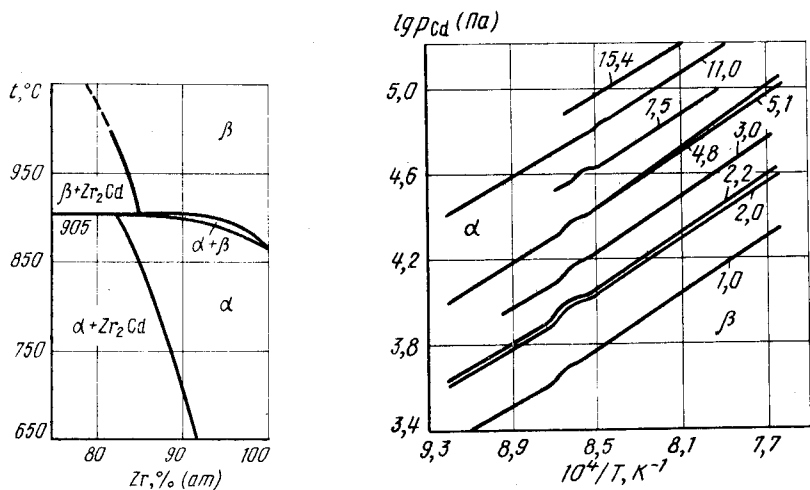 t,°C
950
850
750
650
80
90
100
Zr,% (ат)
β
β+Zr₂Cd
905
α+β
α+Zr₂Cd
α
lg p_Cd (Па)
5,0
4,6
4,2
3,8
3,4
9,3
8,9
8,5
8,1
7,7
10⁴/T, K⁻¹
15,4
11,0
7,5
5,1
4,8
3,0
2,2
2,0
1,0
α
β